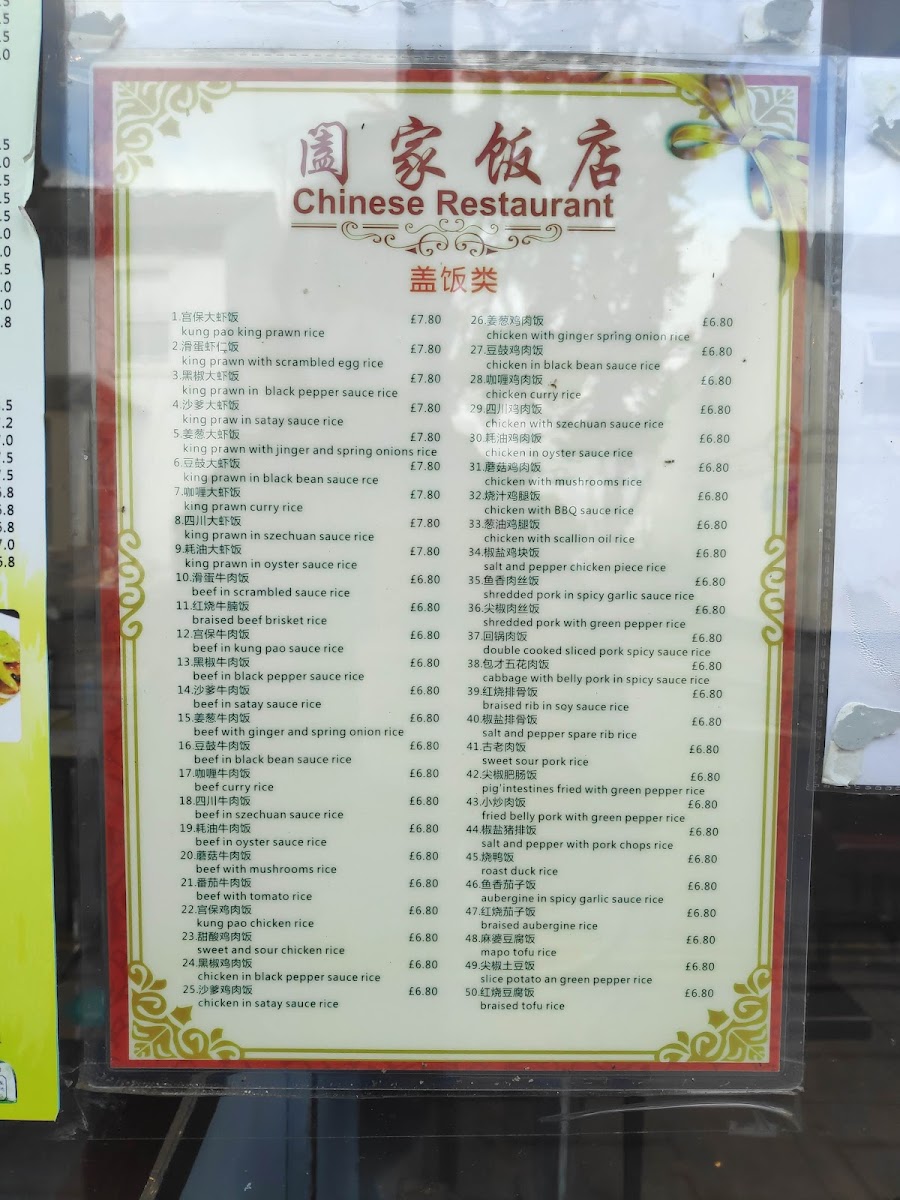 阖家饭店
Chinese Restaurant
盖饭类
1.宫保大虾饭 £7.80
kung pao king prawn rice
2.滑蛋虾仁饭 £7.80
king prawn with scrambled egg rice
3.黑椒大虾饭 £7.80
king prawn in black pepper sauce rice
4.沙爹大虾饭 £7.80
king praw in satay sauce rice
5.姜葱大虾饭 £7.80
king prawn with jinger and spring onions rice
6.豆鼓大虾饭 £7.80
king prawn in black bean sauce rce
7.咖喱大虾饭 £7.80
king prawn curry rice
8.四川大虾饭 £7.80
king prawn in szechuan sauce rice
9.耗油大虾饭 £7.80
king prawn in oyster sauce rice
10.滑蛋牛肉饭 £6.80
beef in scrambled sauce rice
11.红烧牛腩饭 £6.80
braised beef brisket rice
12.宫保牛肉饭 £6.80
beef in kung pao sauce rice
13.黑椒牛肉饭 £6.80
beef in black pepper sauce rice
14.沙爹牛肉饭 £6.80
beef in satay sauce rice
15.姜葱牛肉饭 £6.80
beef with ginger and spring onion rice
16.豆鼓牛肉饭 £6.80
beef in black bean sauce rice
17.咖喱牛肉饭 £6.80
beef curry rice
18.四川牛肉饭 £6.80
beef in szechuan sauce rice
19.耗油牛肉饭 £6.80
beef in oyster sauce rice
20.蘑菇牛肉饭 £6.80
beef with mushrooms rice
21.番茄牛肉饭 £6.80
beef with tomato rice
22.宫保鸡肉饭 £6.80
kung pao chicken rice
23.甜酸鸡肉饭 £6.80
sweet and sour chicken rice
24.黑椒鸡肉饭 £6.80
chicken in black pepper sauce rice
25.沙爹鸡肉饭 £6.80
chicken in satay sauce rice
26.姜葱鸡肉饭 £6.80
chicken with ginger spring onion rice
27.豆鼓鸡肉饭 £6.80
chicken in black bean sauce rice
28.咖喱鸡肉饭 £6.80
chicken curry rice
29.四川鸡肉饭 £6.80
chicken with szechuan sauce rice
30.耗油鸡肉饭 £6.80
chicken in oyster sauce rice
31.蘑菇鸡肉饭 £6.80
chicken with mushrooms rice
32.烧汁鸡腿饭 £6.80
chicken with BBQ sauce rice
33.葱油鸡腿饭 £6.80
chicken with scallion oil rice
34.椒盐鸡块饭 £6.80
salt and pepper chicken piece rice
35.鱼香肉丝饭 £6.80
shredded pork in spicy garlic sauce rice
36.尖椒肉丝饭 £6.80
shredded pork with green pepper rice
37.回锅肉饭 £6.80
double cooked sliced pork spicy sauce rice
38.包才五花肉饭 £6.80
cabbage with belly pork in spicy sauce rice
39.红烧排骨饭 £6.80
braised rib in soy sauce rice
40.椒盐排骨饭 £6.80
salt and pepper spare rib rice
41.古老肉饭 £6.80
sweet sour pork rice
42.尖椒肥肠饭 £6.80
pig'intestines fried with green pepper rice
43.小炒肉饭 £6.80
fried belly pork with green pepper rice
44.椒盐猪排饭 £6.80
salt and pepper with pork chops rice
45.烧鸭饭 £6.80
roast duck rice
46.鱼香茄子饭 £6.80
aubergine in spicy garlic sauce rice
47.红烧茄子饭 £6.80
braised aubergine rice
48.麻婆豆腐饭 £6.80
mapo tofu rice
49.尖椒土豆饭 £6.80
slice potato an green pepper rice
50.红烧豆腐饭 £6.80
braised tofu rice